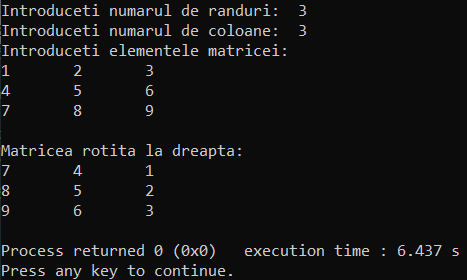 Introduceti numarul de randuri:  3
Introduceti numarul de coloane:  3
Introduceti elementele matricei:
1       2       3
4       5       6
7       8       9
Matricea rotita la dreapta:
7       4       1
8       5       2
9       6       3
Process returned 0 (0x0)   execution time : 6.437 s
Press any key to continue.